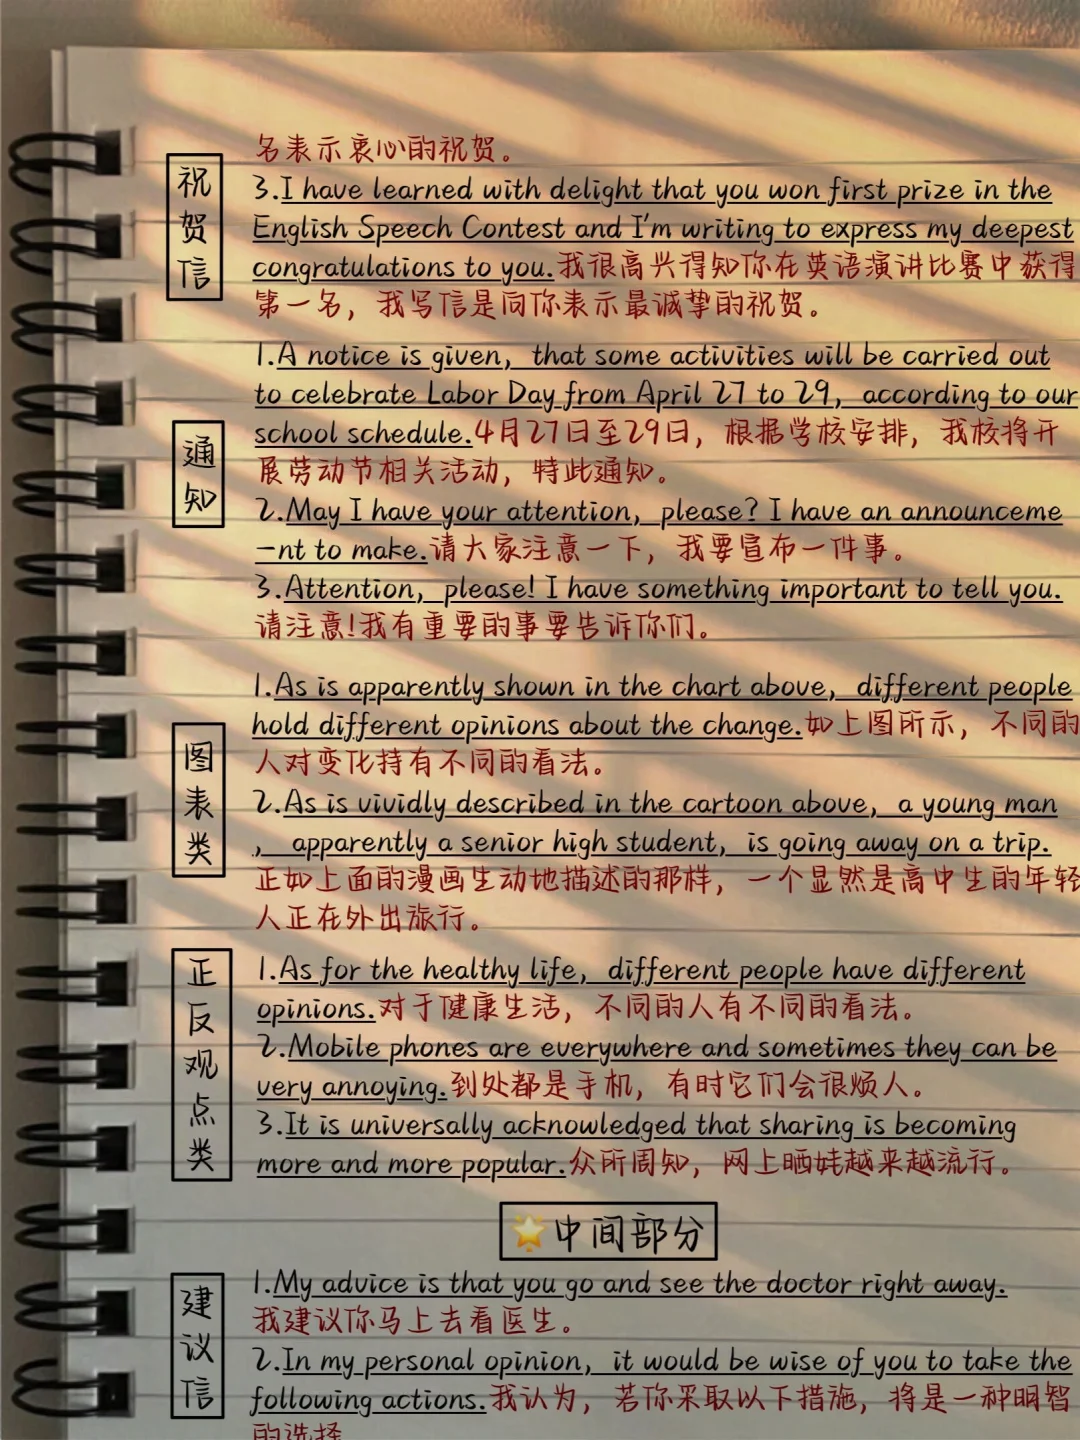 祝贺信
名表示衷心的祝贺。
3.I have learned with delight that you won first prize in the
English Speech Contest and I'm writing to express my deepest
congratulations to you.我很高兴得知你在英语演讲比赛中获得
第一名，我写信是向你表示最诚挚的祝贺。
通知
1.A notice is given, that some activities will be carried out
to celebrate Labor Day from April 27 to 29, according to our
school schedule.4月27日至29日，根据学校安排，我校将开
展劳动节相关活动，特此通知。
2.May I have your attention, please? I have an announceme
-nt to make.请大家注意一下，我要宣布一件事。
3.Attention, please! I have something important to tell you.
请注意!我有重要的事要告诉你们。
图表类
1.As is apparently shown in the chart above, different people
hold different opinions about the change.如上图所示，不同的
人对变化持有不同的看法。
2.As is vividly described in the cartoon above, a young man
, apparently a senior high student, is going away on a trip.
正如上面的漫画生动地描述的那样，一个显然是高中生的年轻
人正在外出旅行。
正反观点类
1.As for the healthy life, different people have different
opinions.对于健康生活，不同的人有不同的看法。
2.Mobile phones are everywhere and sometimes they can be
very annoying.到处都是手机，有时它们会很烦人。
3.It is universally acknowledged that sharing is becoming
more and more popular.众所周知，网上晒娃越来越流行。
中间部分
建议信
1.My advice is that you go and see the doctor right away.
我建议你马上去看医生。
2.In my personal opinion, it would be wise of you to take the
following actions.我认为，若你采取以下措施，将是一种明智
的选择